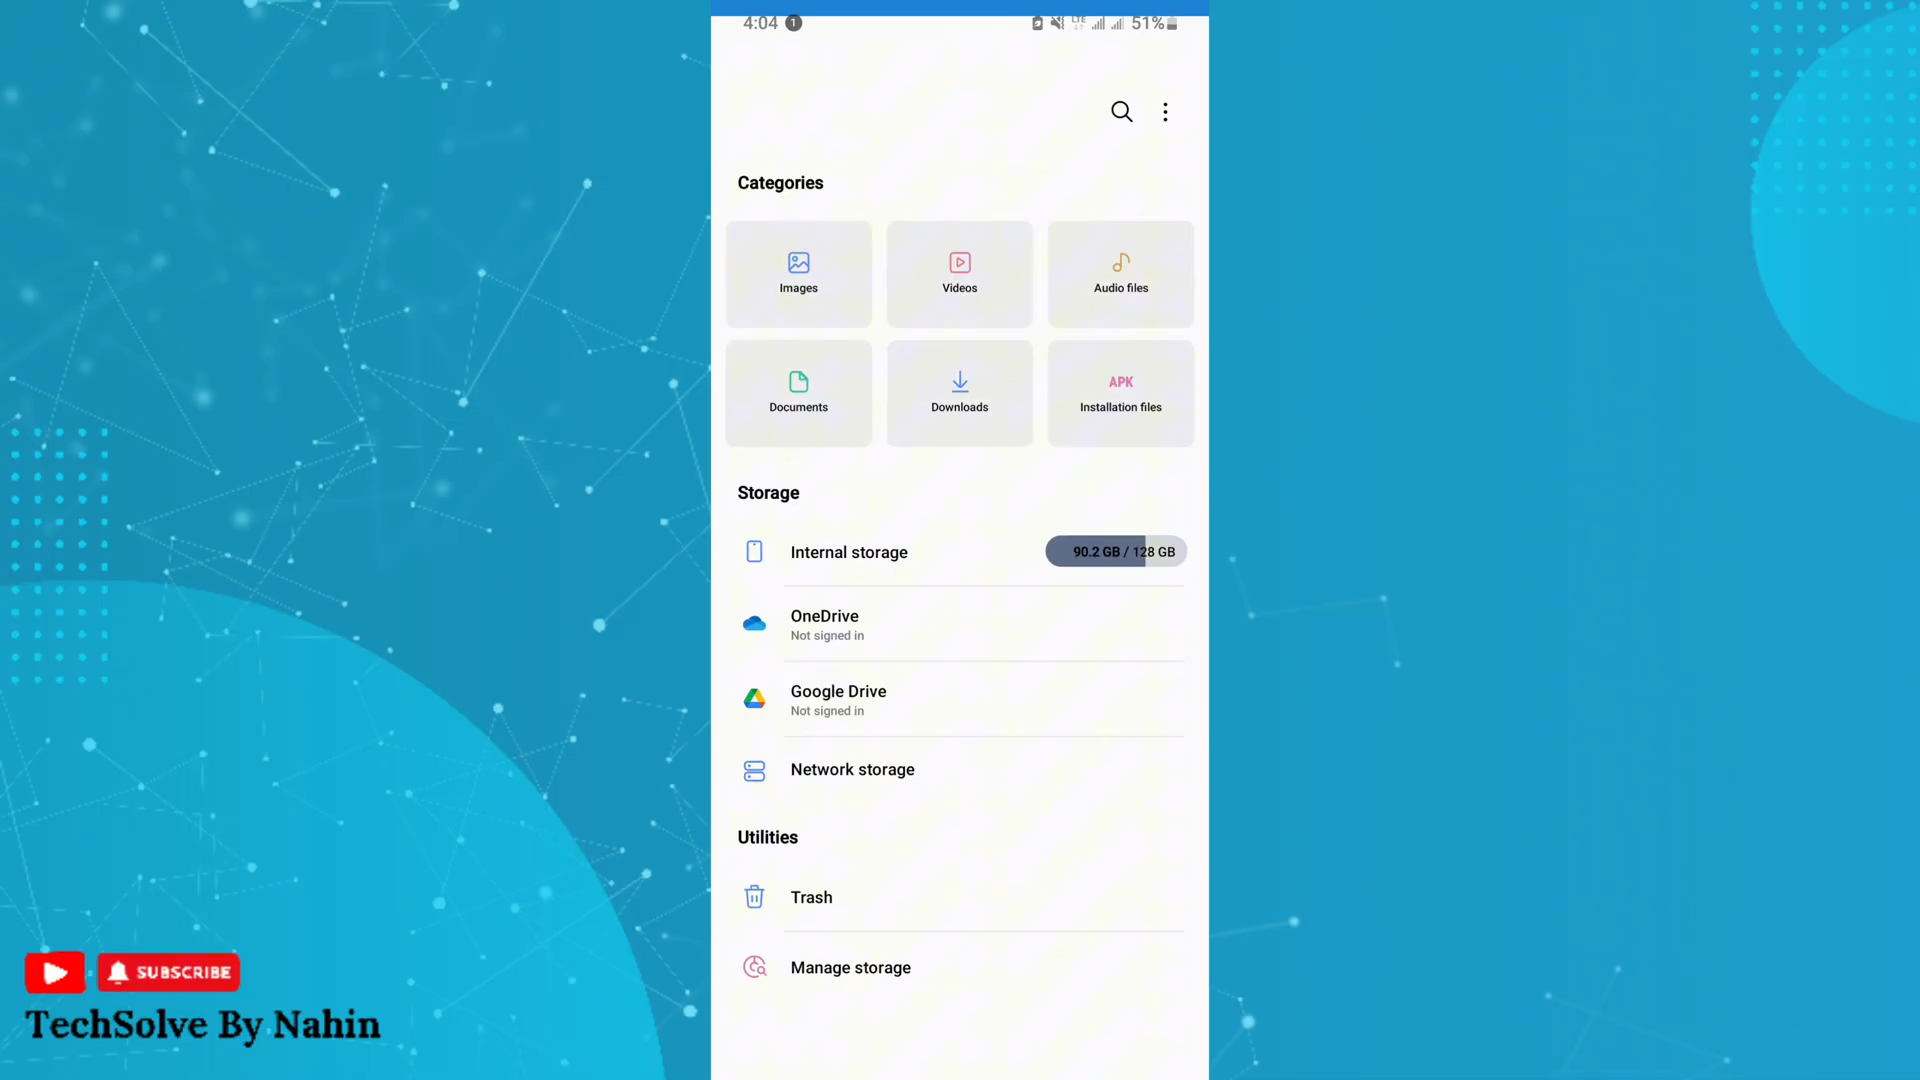 4:04 1 LTE 51%
Categories
Images Videos Audio files
APK
Documents Downloads Installation files
Storage
Internal storage 90.2 GB / 128 GB
OneDrive
Not signed in
Google Drive
Not signed in
Network storage
Utilities
Trash
Manage storage
SUBSCRIBE
TechSolve By Nahin